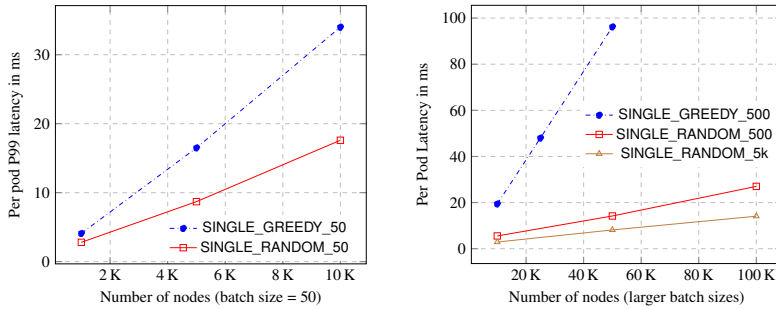 Per pod P99 latency in ms
30
20
10
0
2 K
4 K
6 K
8 K
10 K
Number of nodes (batch size = 50)
SINGLE_GREEDY_50
SINGLE_RANDOM_50
Per Pod Latency in ms
100
80
60
40
20
0
20 K
40 K
60 K
80 K
100 K
Number of nodes (larger batch sizes)
SINGLE_GREEDY_500
SINGLE_RANDOM_500
SINGLE_RANDOM_5k